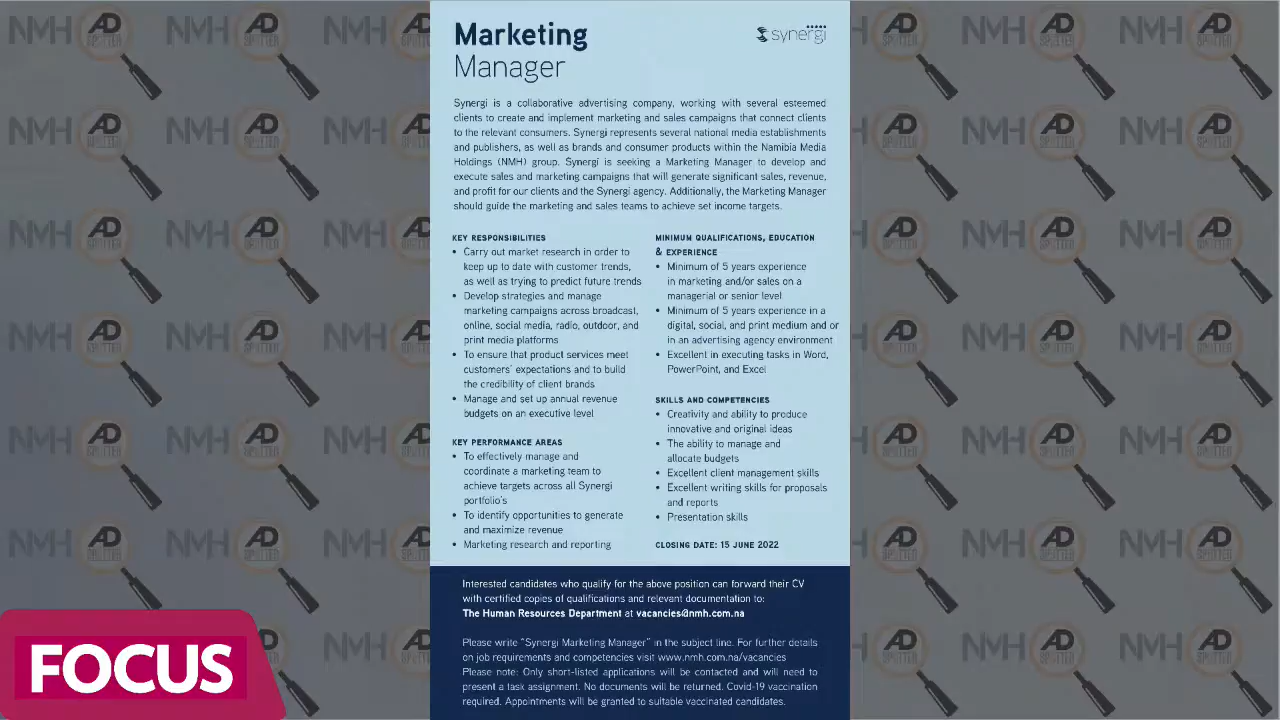 Marketing
Manager
synergi
Synergi is a collaborative advertising company, working with several esteemed
clients to create and implement marketing and sales campaigns that connect clients
to the relevant consumers. Synergi represents several national media establishments
and publishers, as well as brands and consumer products within the Namibia Media
Holdings (NMH) group. Synergi is seeking a Marketing Manager to develop and
execute sales and marketing campaigns that will generate significant sales, revenue,
and profit for our clients and the Synergi agency. Additionally, the Marketing Manager
should guide the marketing and sales teams to achieve set income targets.
KEY RESPONSIBILITIES
• Carry out market research in order to
keep up to date with customer trends,
as well as trying to predict future trends
• Develop strategies and manage
marketing campaigns across broadcast,
online, social media, radio, outdoor, and
print media platforms
• To ensure that product services meet
customers' expectations and to build
the credibility of client brands
• Manage and set up annual revenue
budgets on an executive level
KEY PERFORMANCE AREAS
• To effectively manage and
coordinate a marketing team to
achieve targets across all Synergi
portfolio's
• To identify opportunities to generate
and maximize revenue
• Marketing research and reporting
MINIMUM QUALIFICATIONS, EDUCATION
& EXPERIENCE
• Minimum of 5 years experience
in marketing and/or sales on a
managerial or senior level
• Minimum of 5 years experience in a
digital, social, and print medium and or
in an advertising agency environment
• Excellent in executing tasks in Word,
PowerPoint, and Excel
SKILLS AND COMPETENCIES
• Creativity and ability to produce
innovative and original ideas
• The ability to manage and
allocate budgets
• Excellent client management skills
• Excellent writing skills for proposals
and reports
• Presentation skills
CLOSING DATE: 15 JUNE 2022
Interested candidates who qualify for the above position can forward their CV
with certified copies of qualifications and relevant documentation to:
The Human Resources Department at vacancies@nmh.com.na
Please write "Synergi Marketing Manager" in the subject line. For further details
on job requirements and competencies visit www.nmh.com.na/vacancies
Please note: Only short-listed applications will be contacted and will need to
present a task assignment. No documents will be returned. Covid-19 vaccination
required. Appointments will be granted to suitable vaccinated candidates.
FOCUS
NMH AD SPOTTER